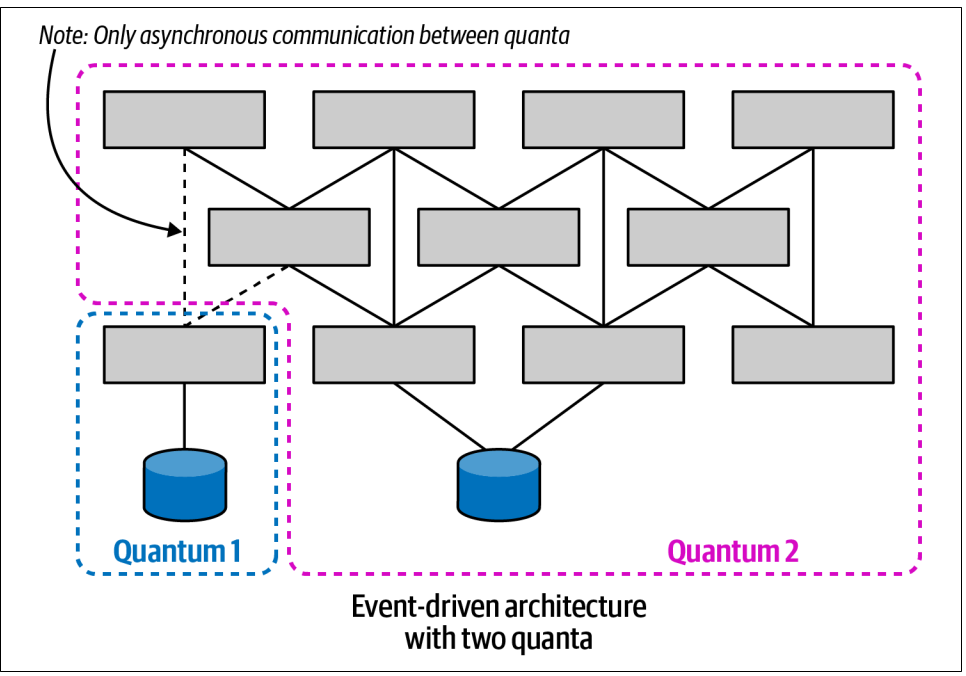 Note: Only asynchronous communication between quanta
Quantum 1
Quantum 2
Event-driven architecture
with two quanta